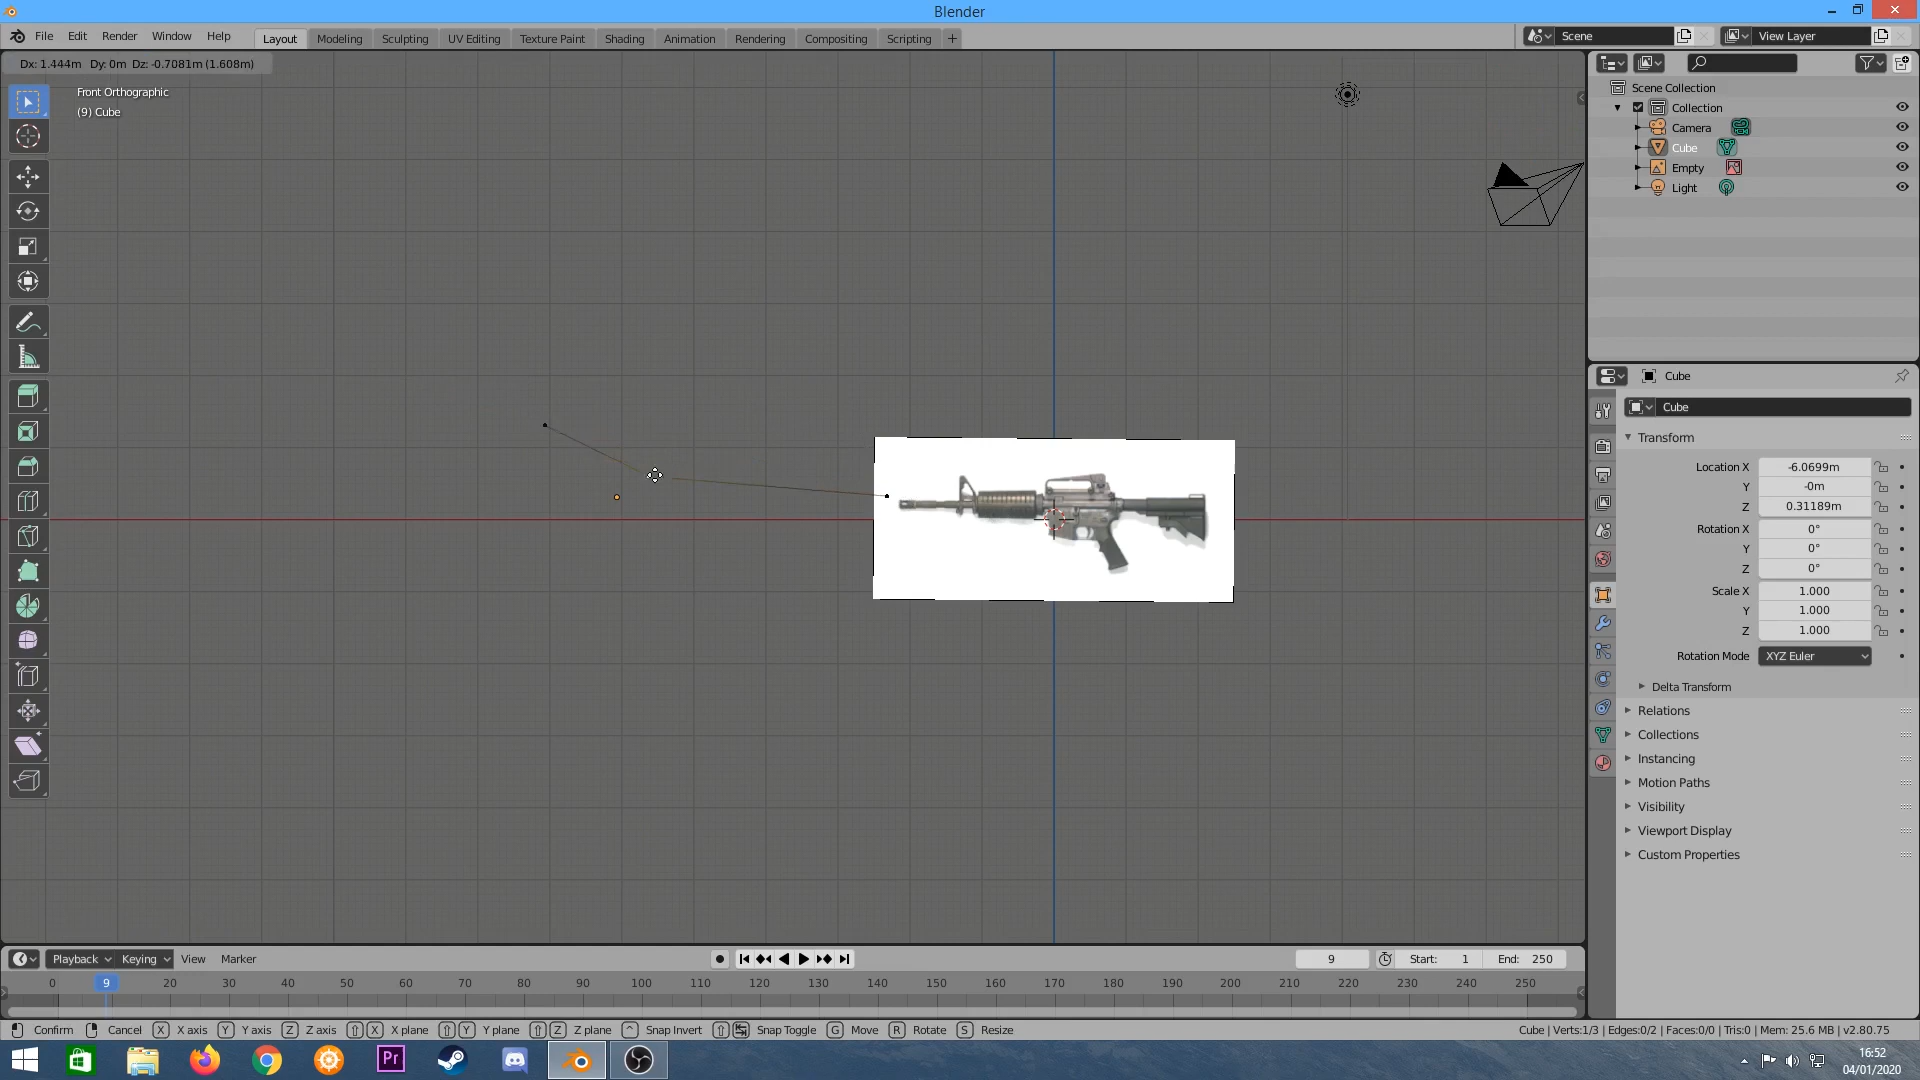 Blender
File Edit Render Window Help
Layout Modeling Sculpting UV Editing Texture Paint Shading Animation Rendering Compositing Scripting +
Scene
View Layer
Dx: 1.444m Dy: 0m Dz: -0.7081m (1.608m)
Front Orthographic
(9) Cube
Scene Collection
Collection
Camera
Cube
Empty
Light
Cube
Cube
Transform
Location X -6.0699m
Y -0m
Z 0.31189m
Rotation X 0°
Y 0°
Z 0°
Scale X 1.000
Y 1.000
Z 1.000
Rotation Mode XYZ Euler
Delta Transform
Relations
Collections
Instancing
Motion Paths
Visibility
Viewport Display
Custom Properties
Playback Keying View Marker
9 Start: 1 End: 250
0 9 20 30 40 50 60 70 80 90 100 110 120 130 140 150 160 170 180 190 200 210 220 230 240 250
Confirm Cancel X X axis Y Y axis Z Z axis X X plane Y Y plane Z Z plane ^ Snap Invert Snap Toggle G Move R Rotate S Resize
Cube | Verts:1/3 | Edges:0/2 | Faces:0/0 | Tris:0 | Mem: 25.6 MB | v2.80.75
Pr
16:52
04/01/2020